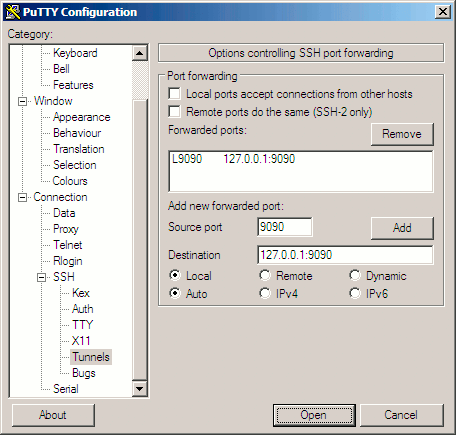 PuTTY Configuration
Category:
Keyboard
Bell
Features
Window
Appearance
Behaviour
Translation
Selection
Colours
Connection
Data
Proxy
Telnet
Rlogin
SSH
Kex
Auth
TTY
X11
Tunnels
Bugs
Serial
Options controlling SSH port forwarding
Port forwarding
Local ports accept connections from other hosts
Remote ports do the same (SSH-2 only)
Forwarded ports:
Remove
L9090 127.0.0.1:9090
Add new forwarded port:
Source port 9090 Add
Destination 127.0.0.1:9090
Local Remote Dynamic
Auto IPv4 IPv6
About Open Cancel